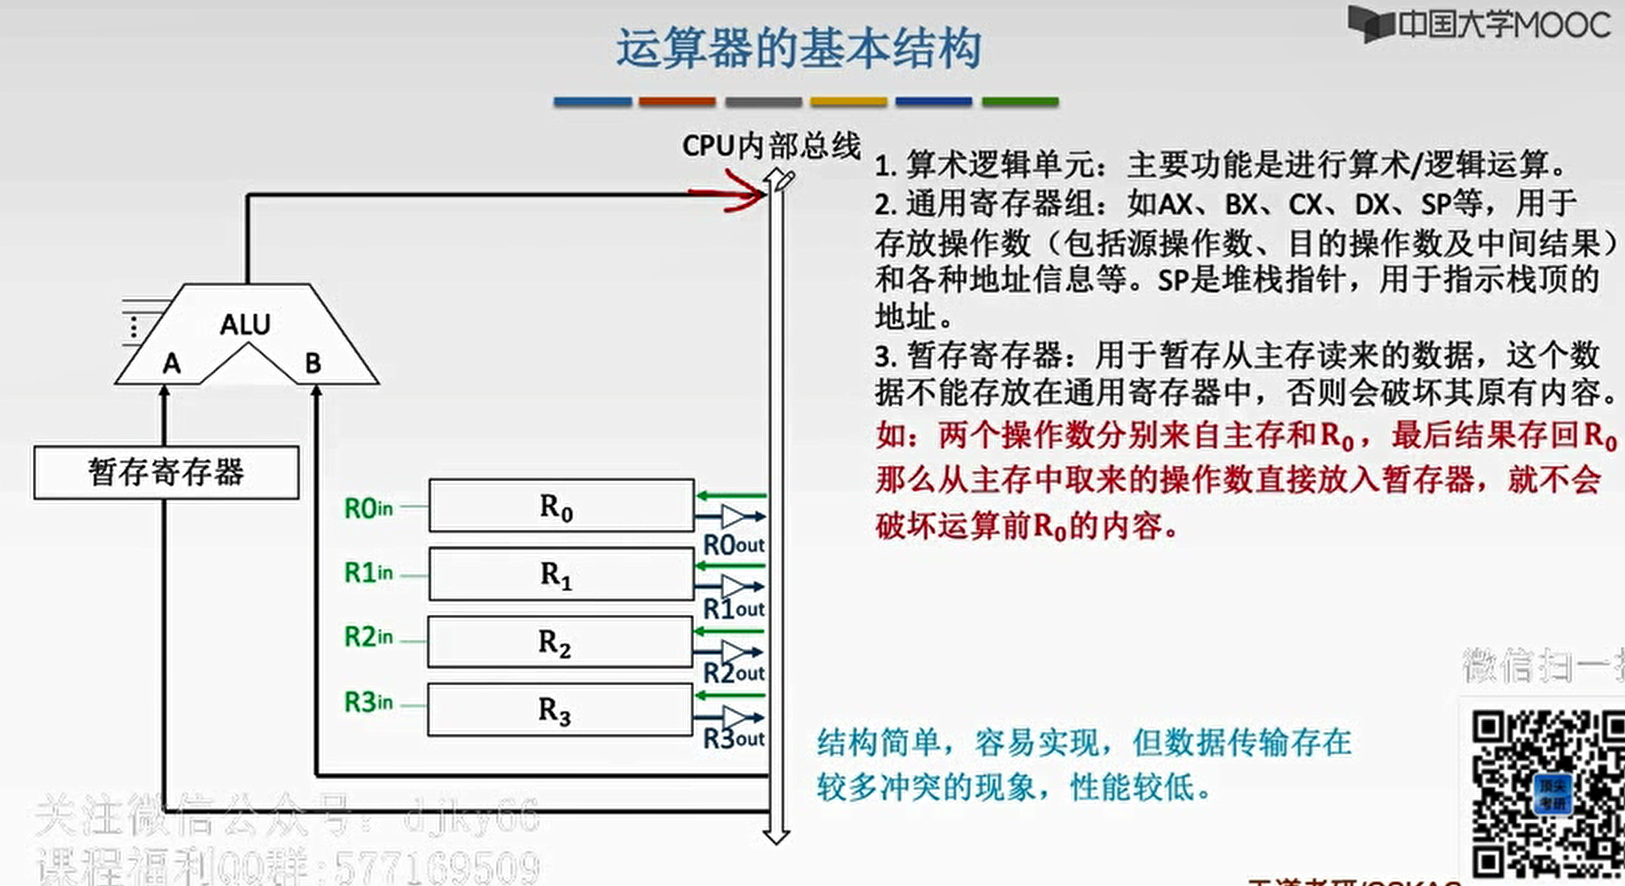 中国大学MOOC
运算器的基本结构
CPU内部总线
1. 算术逻辑单元：主要功能是进行算术/逻辑运算。
2. 通用寄存器组：如AX、BX、CX、DX、SP等，用于
存放操作数（包括源操作数、目的操作数及中间结果）
和各种地址信息等。SP是堆栈指针，用于指示栈顶的
地址。
3. 暂存寄存器：用于暂存从主存读来的数据，这个数
据不能存放在通用寄存器中，否则会破坏其原有内容。
如：两个操作数分别来自主存和R₀，最后结果存回R₀
那么从主存中取来的操作数直接放入暂存器，就不会
破坏运算前R₀的内容。
ALU
A
B
暂存寄存器
R0in
R₀
R0out
R1in
R₁
R1out
R2in
R₂
R2out
R3in
R₃
R3out
结构简单，容易实现，但数据传输存在
较多冲突的现象，性能较低。
微信扫一
顶尖
考研
关注微信公众号：djky66
课程福利QQ群:577169509